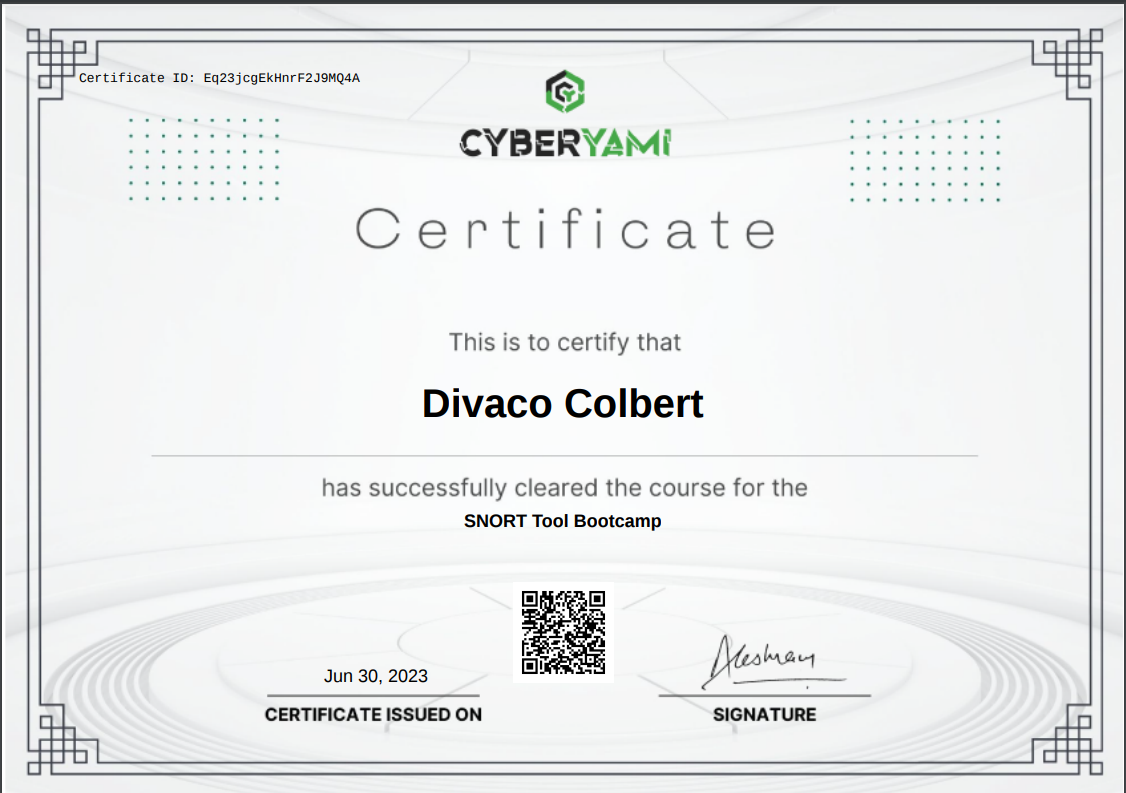 Certificate ID: Eq23jcgEkHnrF2J9MQ4A
CYBERYAMI
Certificate
This is to certify that
Divaco Colbert
has successfully cleared the course for the
SNORT Tool Bootcamp
Jun 30, 2023
CERTIFICATE ISSUED ON
SIGNATURE